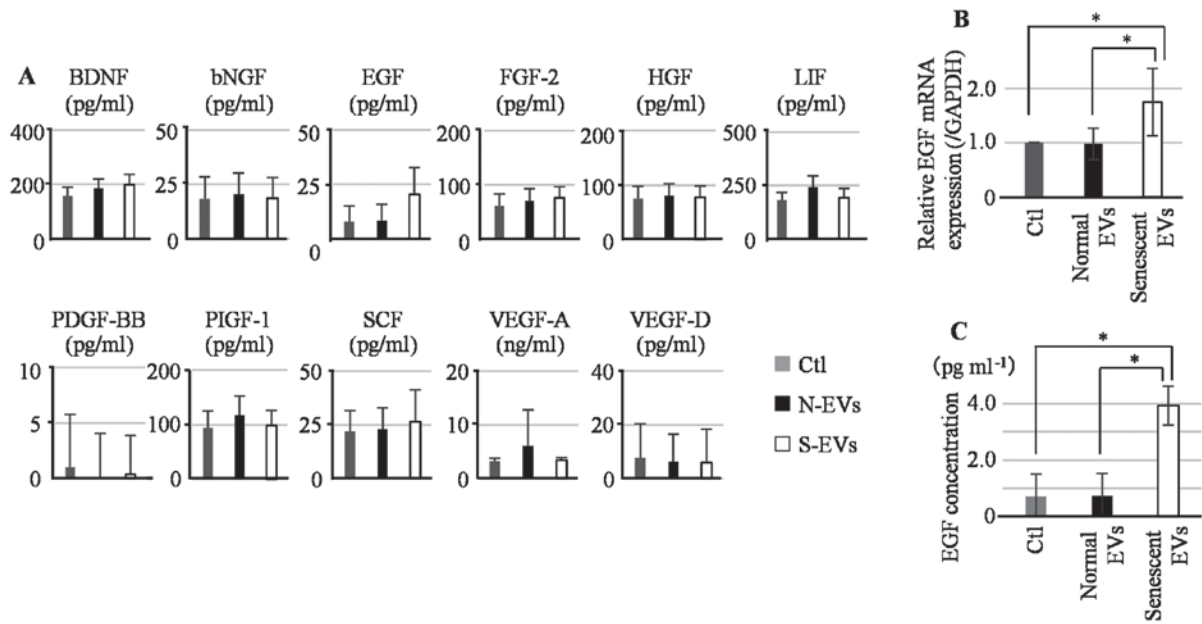 A
BDNF
(pg/ml)
400
200
0
bNGF
(pg/ml)
50
25
0
EGF
(pg/ml)
50
25
0
FGF-2
(pg/ml)
200
100
0
HGF
(pg/ml)
200
100
0
LIF
(pg/ml)
500
250
0
PDGF-BB
(pg/ml)
10
5
0
PIGF-1
(pg/ml)
200
100
0
SCF
(pg/ml)
50
25
0
VEGF-A
(ng/ml)
20
10
0
VEGF-D
(pg/ml)
40
20
0
Ctl
N-EVs
S-EVs
B
*
*
Relative EGF mRNA
expression (/GAPDH)
2.0
1.0
0
Ctl
Normal
EVs
Senescent
EVs
C
(pg ml⁻¹)
*
*
EGF concentration
4.0
2.0
0
Ctl
Normal
EVs
Senescent
EVs